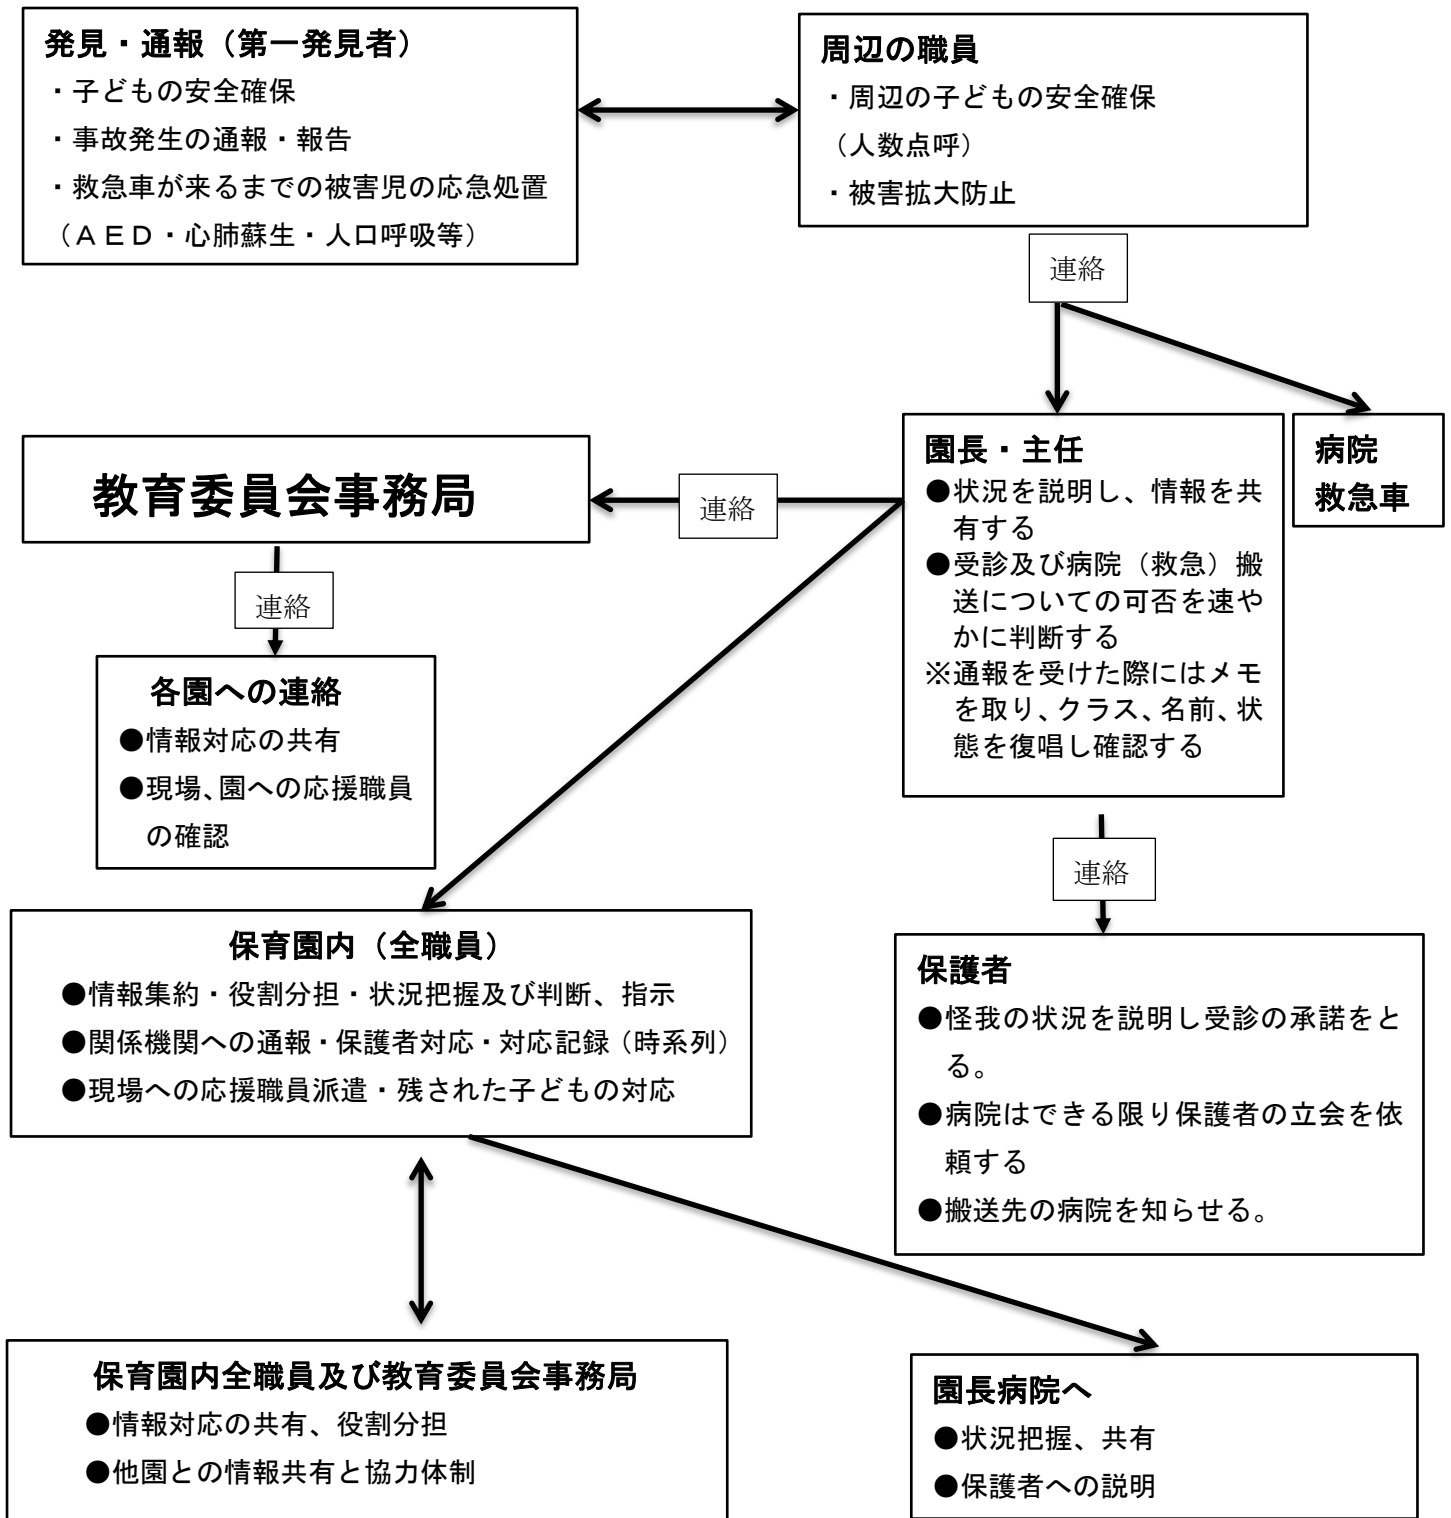 発見・通報（第一発見者）
・子どもの安全確保
・事故発生の通報・報告
・救急車が来るまでの被害児の応急処置
（ＡＥＤ・心肺蘇生・人口呼吸等）
周辺の職員
・周辺の子どもの安全確保
（人数点呼）
・被害拡大防止
連絡
園長・主任
●状況を説明し、情報を共
有する
●受診及び病院（救急）搬
送についての可否を速や
かに判断する
※通報を受けた際にはメモ
を取り、クラス、名前、状
態を復唱し確認する
病院
救急車
連絡
教育委員会事務局
連絡
各園への連絡
●情報対応の共有
●現場、園への応援職員
の確認
連絡
保護者
●怪我の状況を説明し受診の承諾をと
る。
●病院はできる限り保護者の立会を依
頼する
●搬送先の病院を知らせる。
保育園内（全職員）
●情報集約・役割分担・状況把握及び判断、指示
●関係機関への通報・保護者対応・対応記録（時系列）
●現場への応援職員派遣・残された子どもの対応
保育園内全職員及び教育委員会事務局
●情報対応の共有、役割分担
●他園との情報共有と協力体制
園長病院へ
●状況把握、共有
●保護者への説明